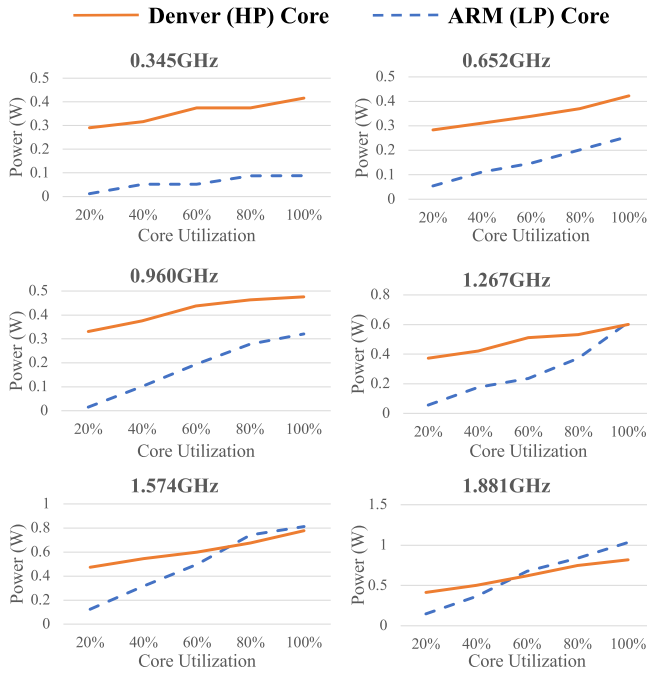 Denver (HP) Core ARM (LP) Core
0.345GHz 0.652GHz
Power (W)
0.5
0.4
0.3
0.2
0.1
0
20% 40% 60% 80% 100%
Core Utilization
Power (W)
0.5
0.4
0.3
0.2
0.1
0
20% 40% 60% 80% 100%
Core Utilization
0.960GHz 1.267GHz
Power (W)
0.5
0.4
0.3
0.2
0.1
0
20% 40% 60% 80% 100%
Core Utilization
Power (W)
0.8
0.6
0.4
0.2
0
20% 40% 60% 80% 100%
Core Utilization
1.574GHz 1.881GHz
Power (W)
1
0.8
0.6
0.4
0.2
0
20% 40% 60% 80% 100%
Core Utilization
Power (W)
1.5
1
0.5
0
20% 40% 60% 80% 100%
Core Utilization